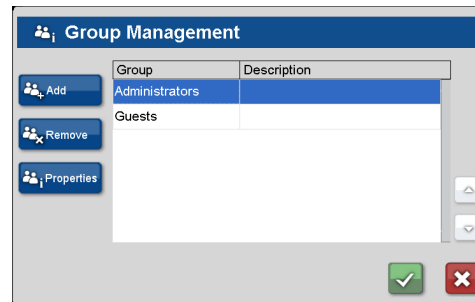 Group Management
Group Description
Add
Administrators
Guests
Remove
Properties